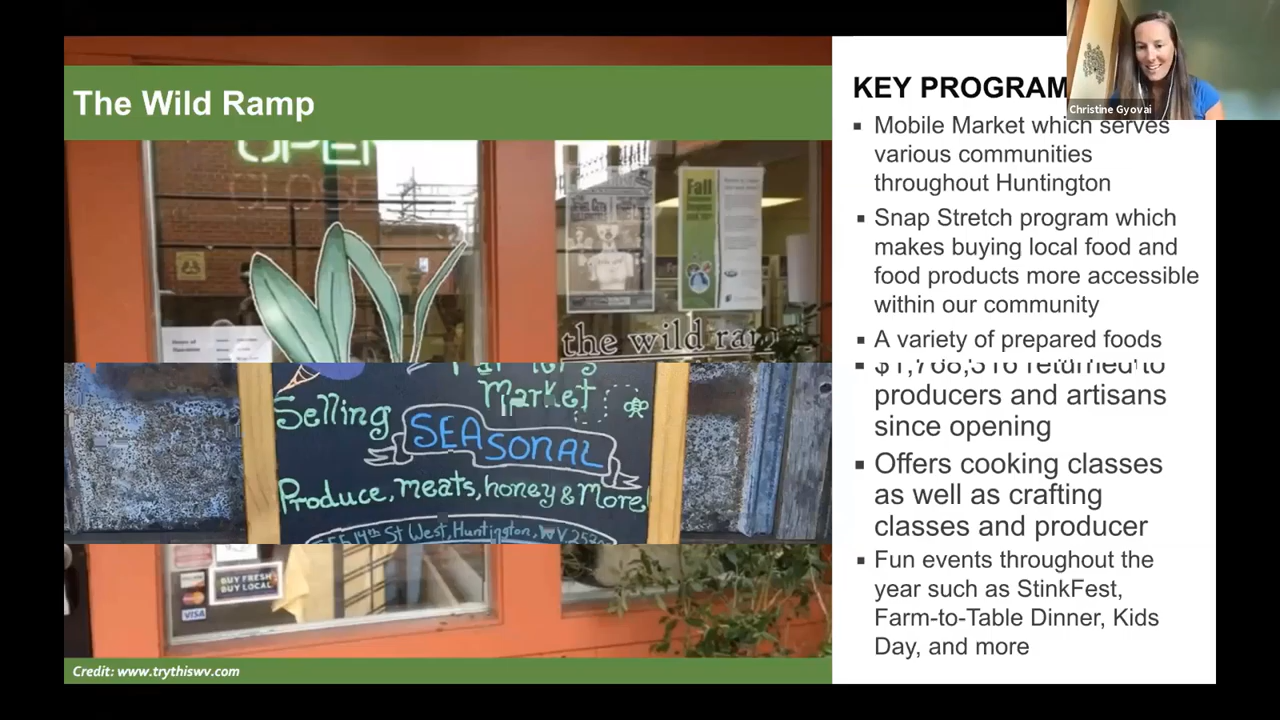 The Wild Ramp
KEY PROGRAM
Christine Gyovai
▪ Mobile Market which serves
various communities
throughout Huntington
▪ Snap Stretch program which
makes buying local food and
food products more accessible
within our community
▪ A variety of prepared foods
▪ returned to
producers and artisans
since opening
▪ Offers cooking classes
as well as crafting
classes and producer
▪ Fun events throughout the
year such as StinkFest,
Farm-to-Table Dinner, Kids
Day, and more
OPEN
CLOSE
Fall
the wild ramp
Market
Selling
SEASONAL
Produce, meats, honey & More!
14th St West, Huntington, WV
BUY FRESH
BUY LOCAL
VISA
Credit: www.trythiswv.com